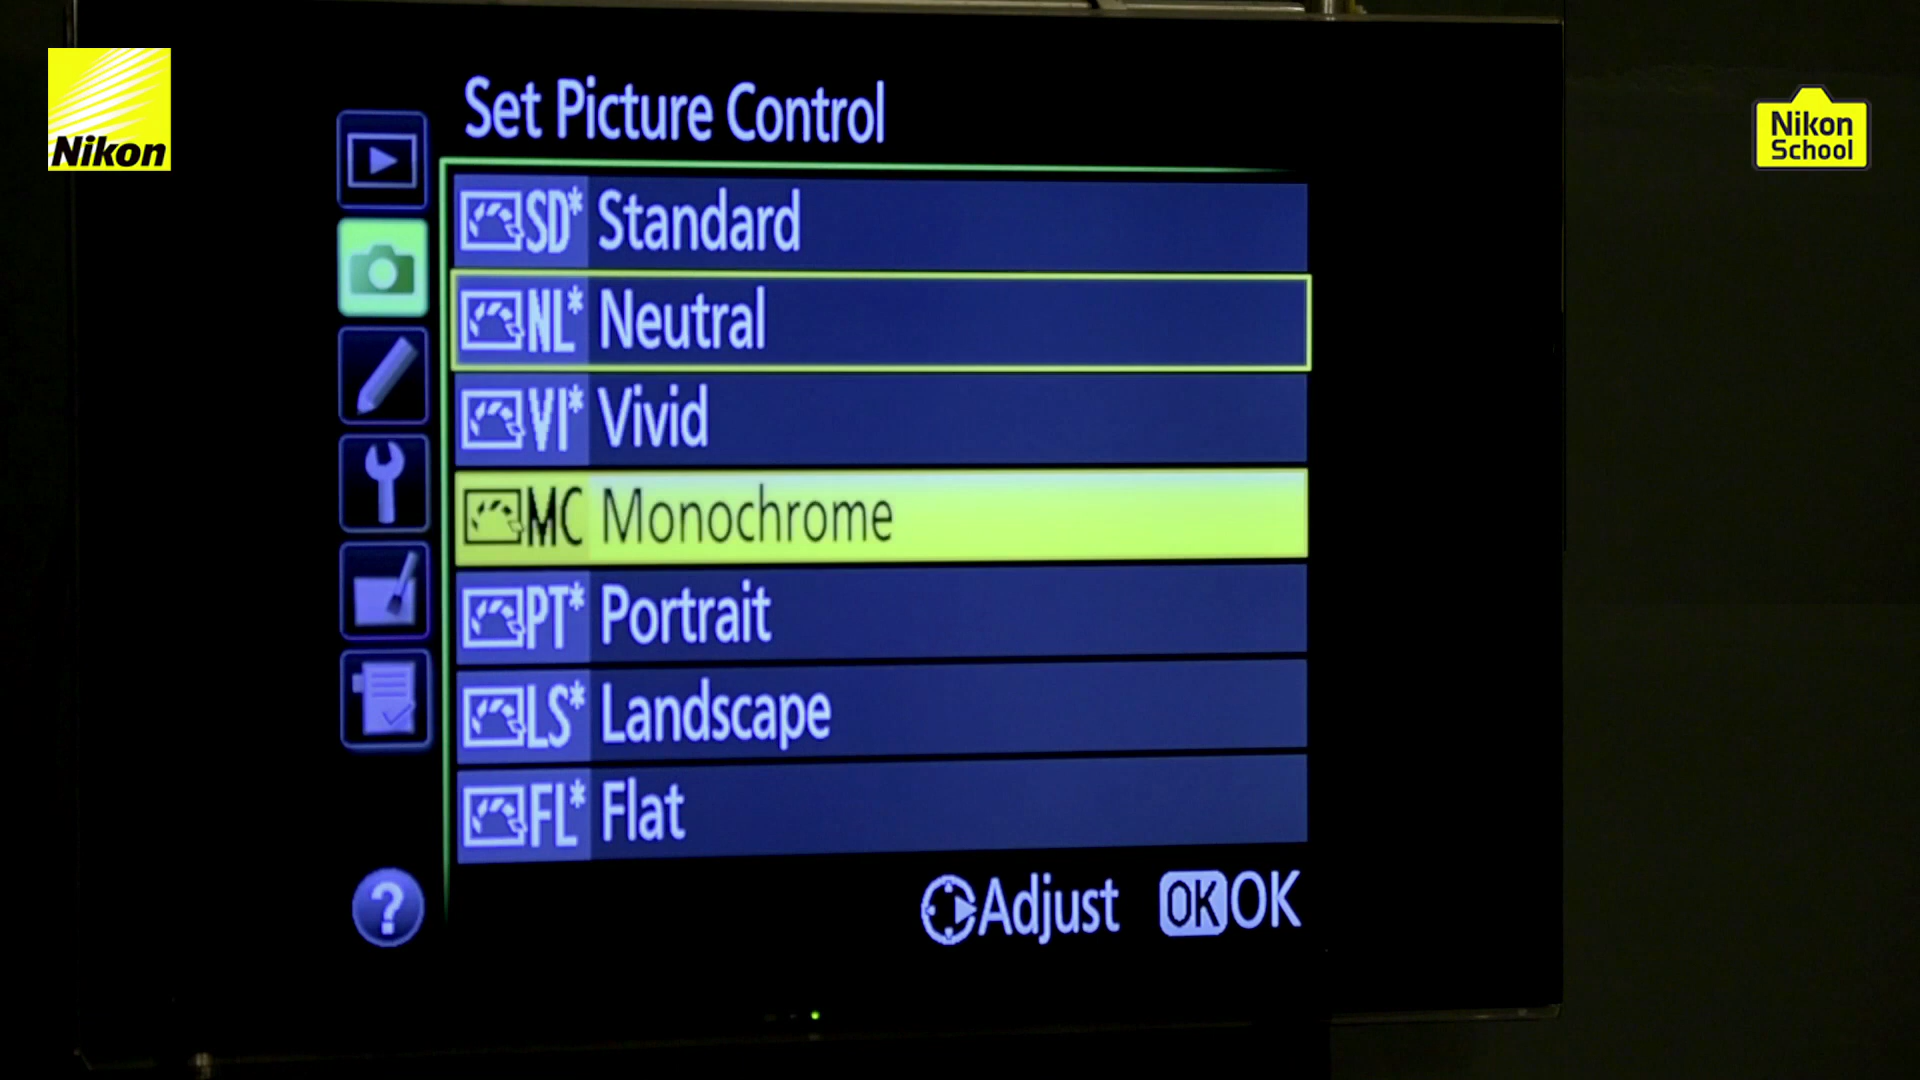 Nikon
Nikon
School
Set Picture Control
SD* Standard
NL* Neutral
VI* Vivid
MC Monochrome
PT* Portrait
LS* Landscape
FL* Flat
?
Adjust OK OK